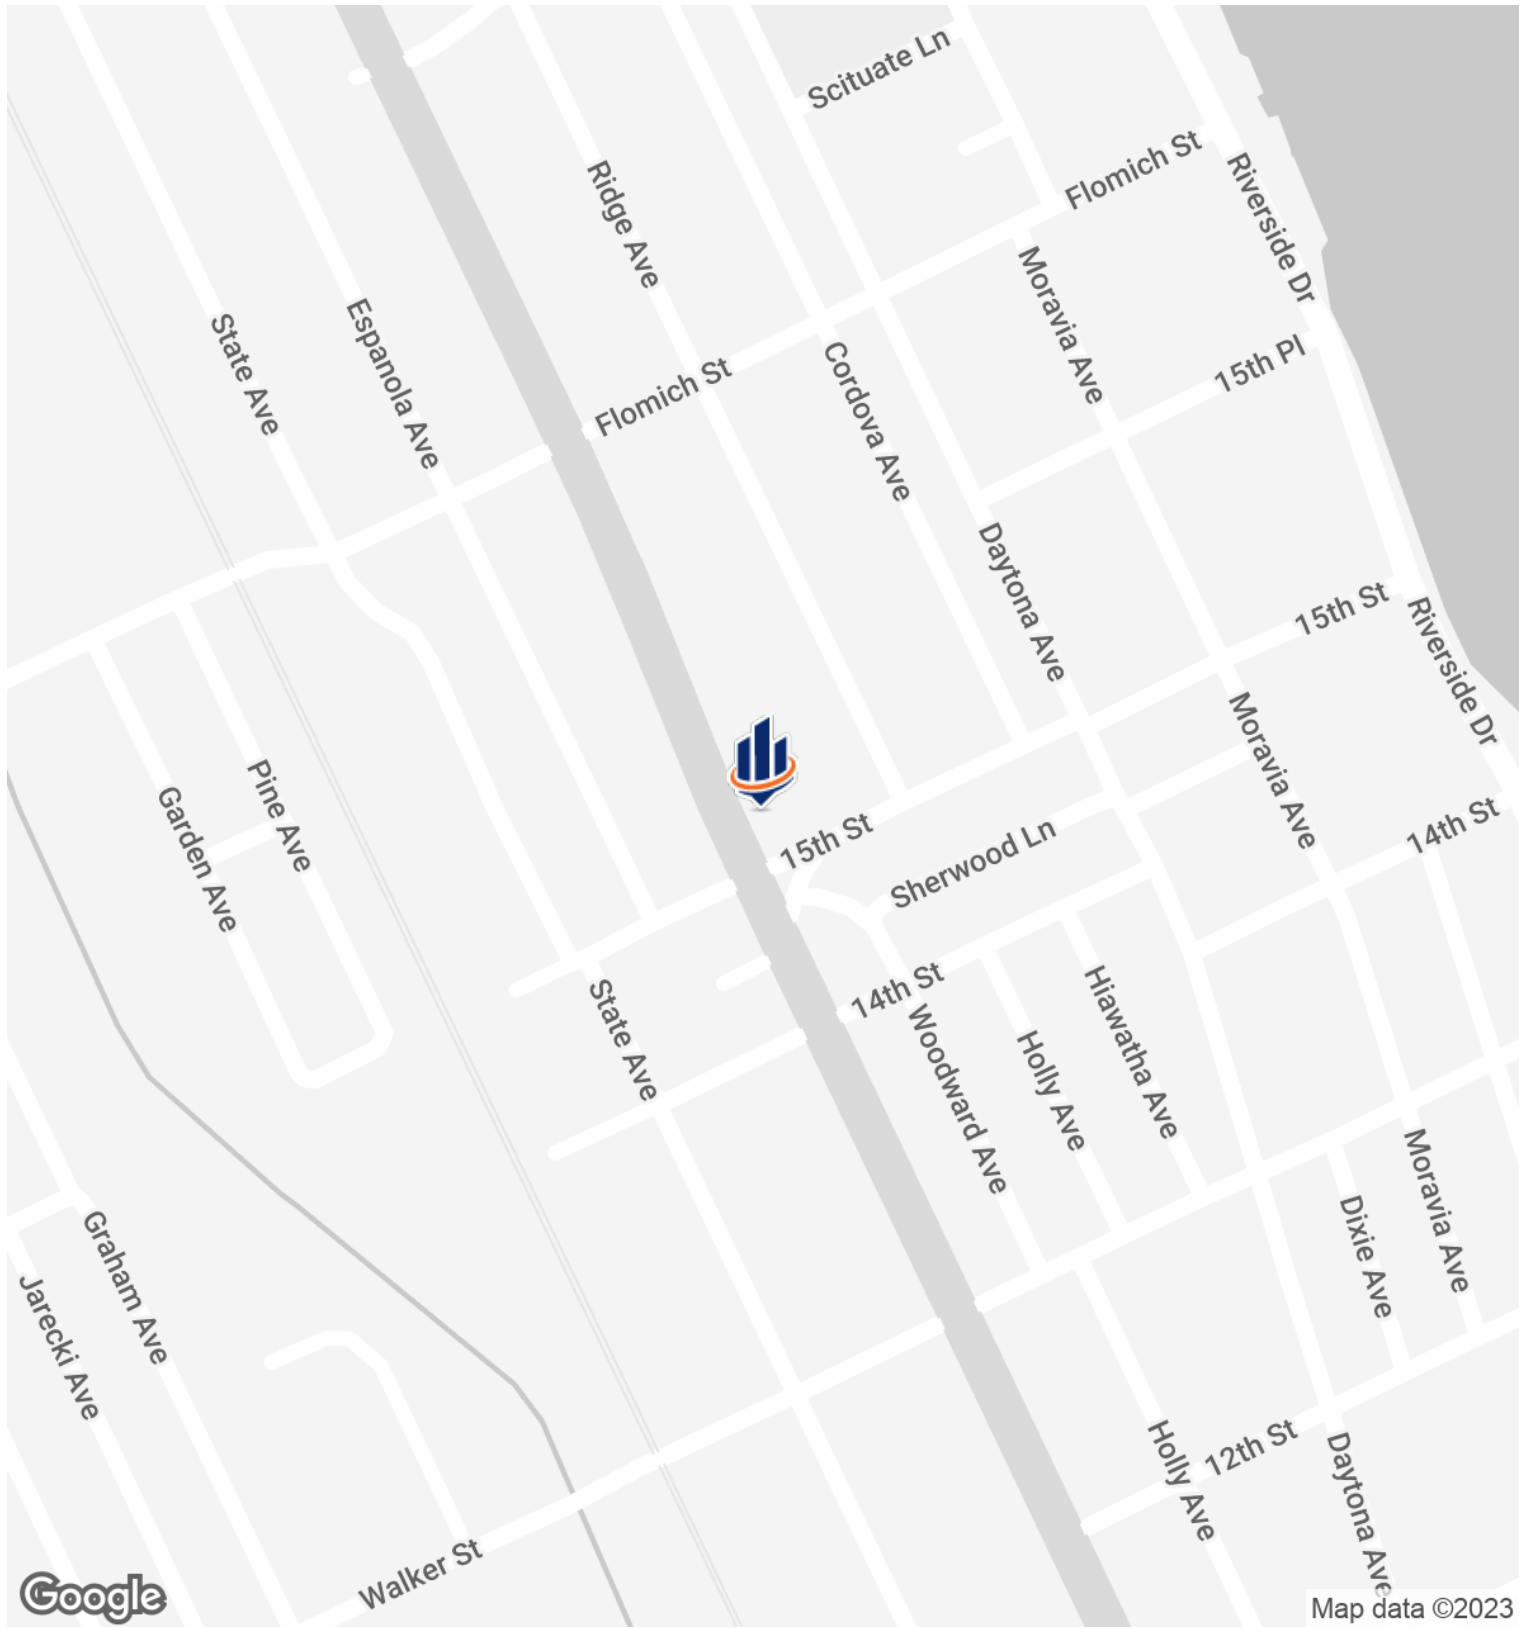 Scituate Ln
Flomich St
Riverside Dr
Ridge Ave
Moravia Ave
State Ave
Espanola Ave
15th Pl
Flomich St
Cordova Ave
Daytona Ave
15th St
Riverside Dr
Moravia Ave
Pine Ave
Garden Ave
15th St
Sherwood Ln
14th St
14th St
State Ave
Hiawatha Ave
Woodward Ave
Holly Ave
Moravia Ave
Dixie Ave
Graham Ave
Jarecki Ave
12th St
Holly Ave
Daytona Ave
Walker St
Google
Map data ©2023